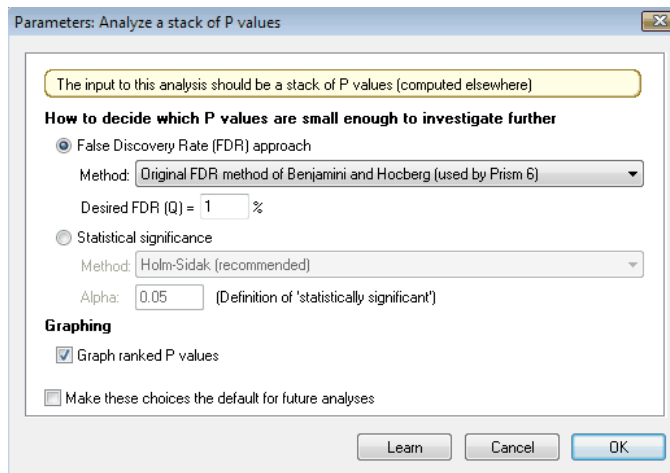 Parameters: Analyze a stack of P values
The input to this analysis should be a stack of P values (computed elsewhere)
How to decide which P values are small enough to investigate further
False Discovery Rate (FDR) approach
Method: Original FDR method of Benjamini and Hocberg (used by Prism 6)
Desired FDR (Q) = 1 %
Statistical significance
Method: Holm-Sidak (recommended)
Alpha: 0.05 (Definition of 'statistically significant')
Graphing
Graph ranked P values
Make these choices the default for future analyses
Learn Cancel OK